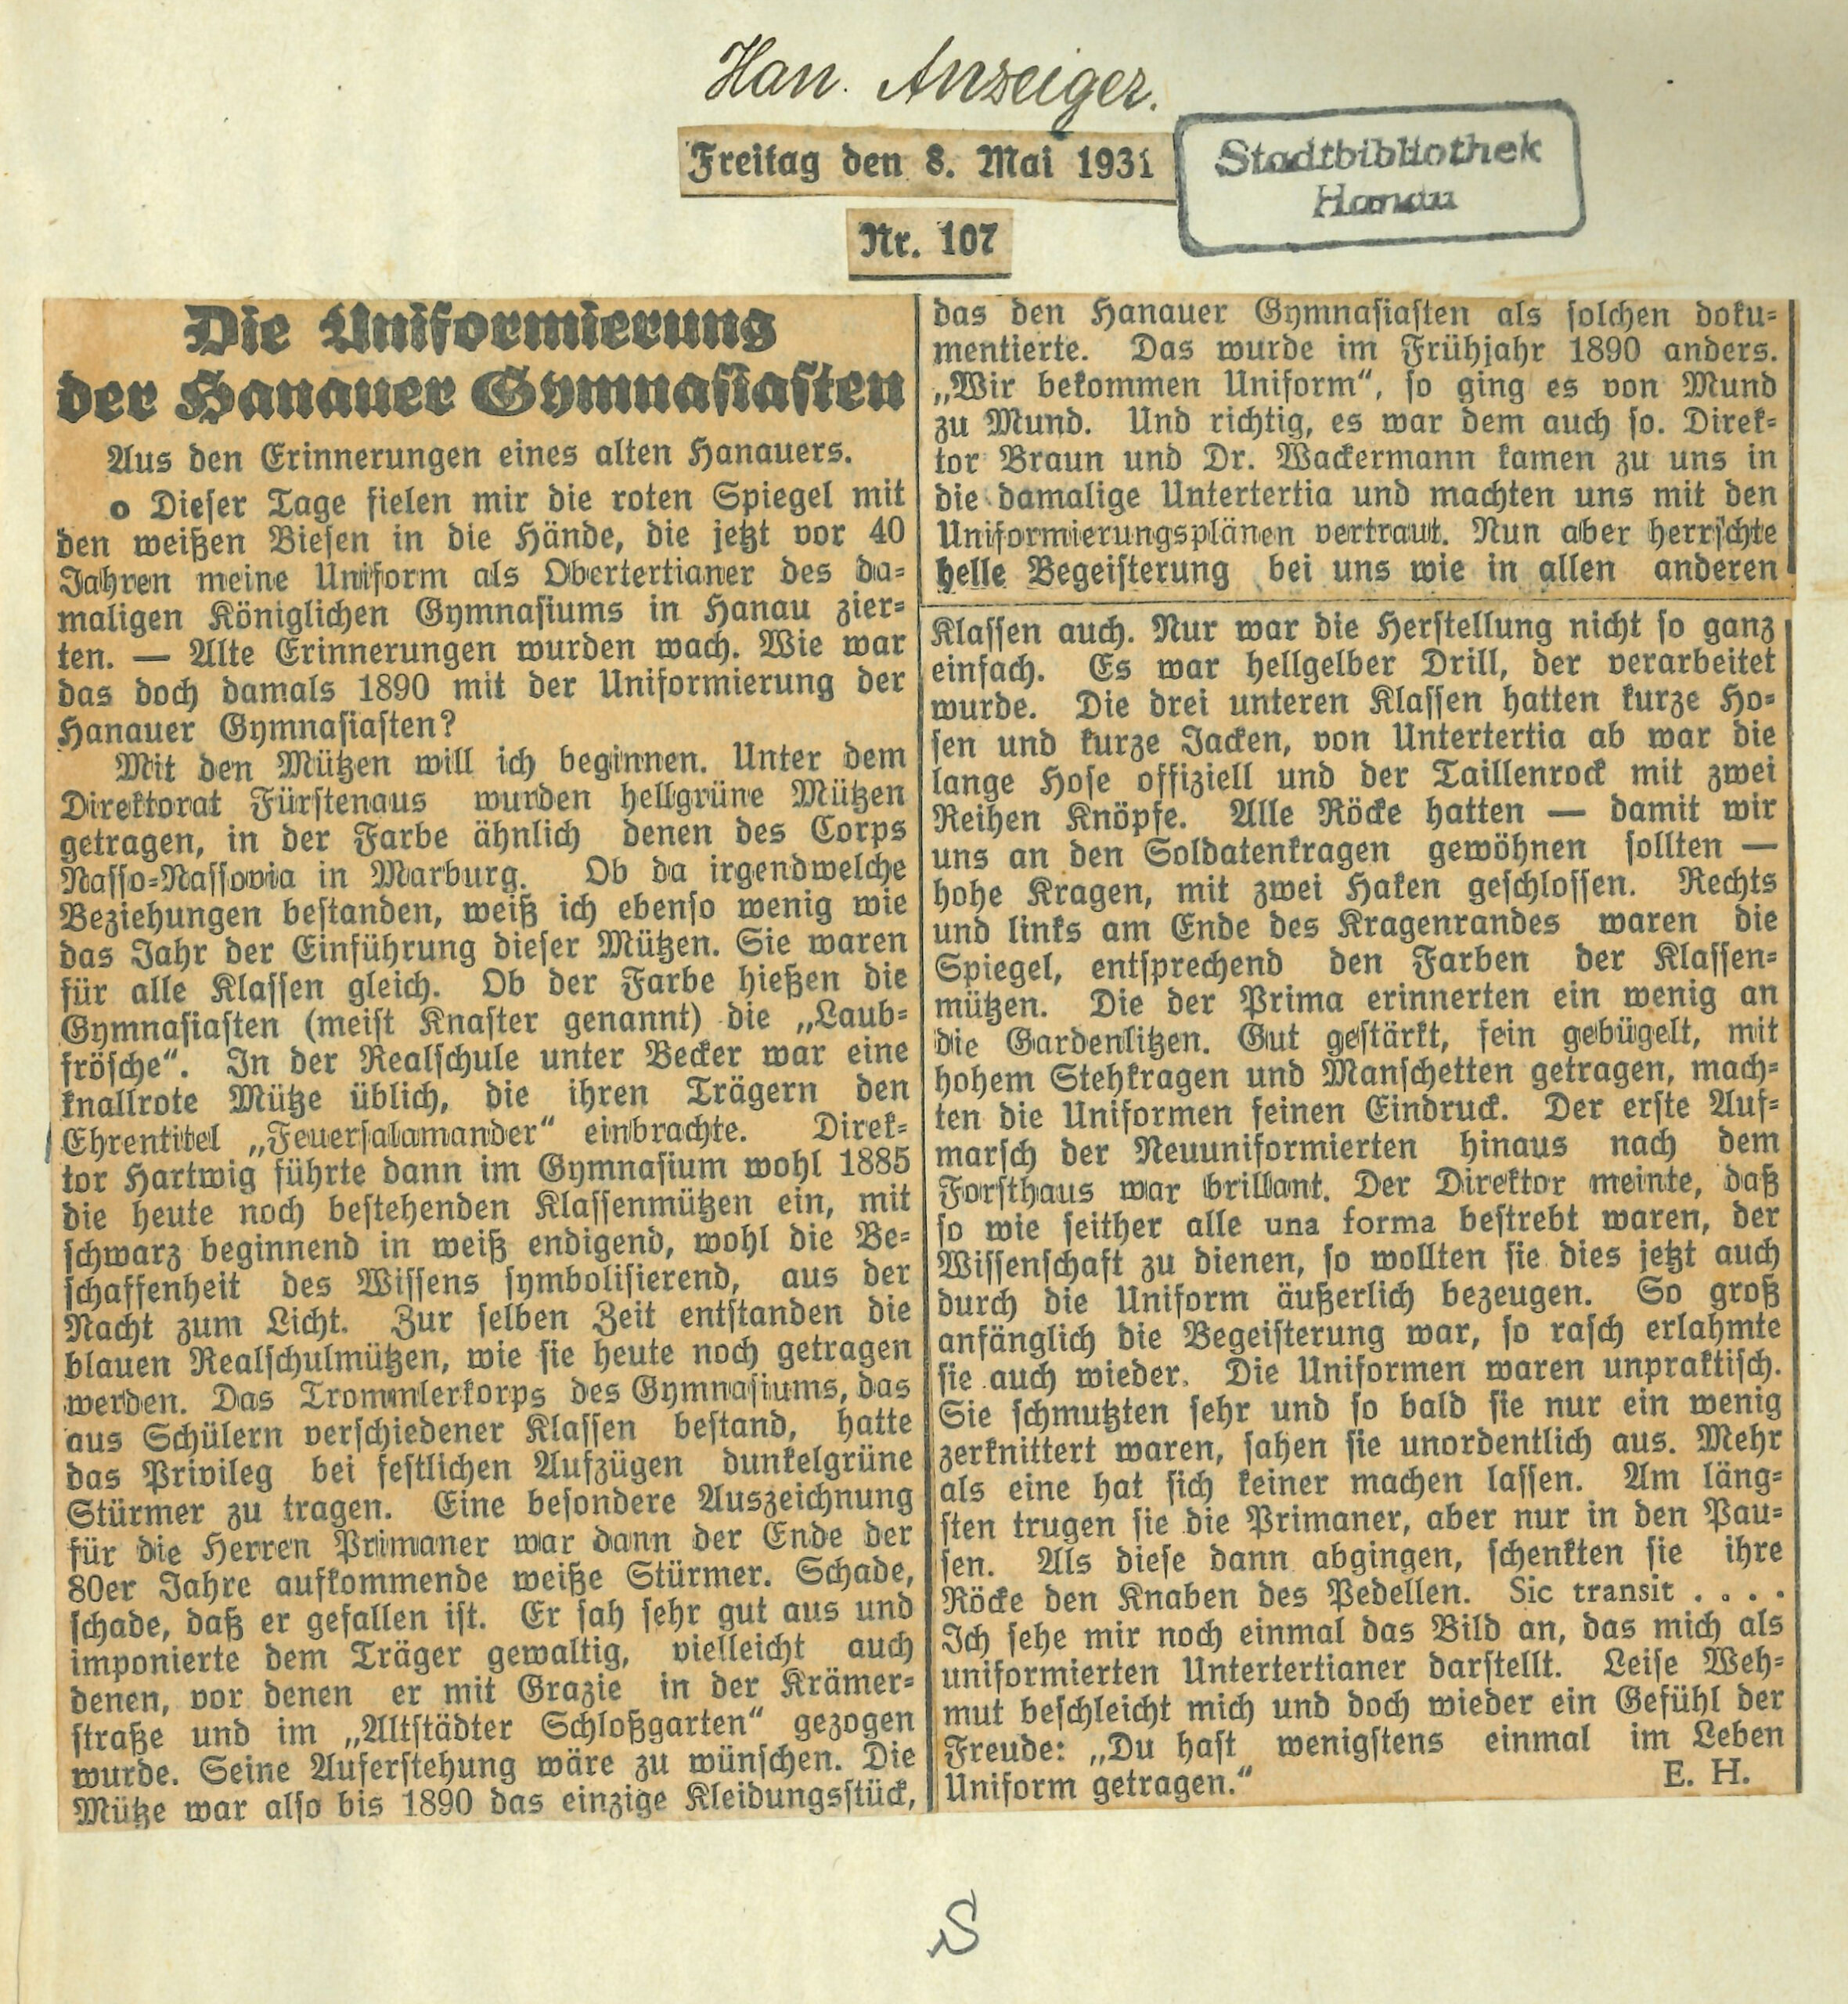 Han. Anzeiger.
Freitag den 8. Mai 1931
Stadtbibliothek
Hanau
Nr. 107
Die Uniformierung
der Hanauer Gymnasiasten
Aus den Erinnerungen eines alten Hanauers.
o Dieser Tage fielen mir die roten Spiegel mit
den weißen Biesen in die Hände, die jetzt vor 40
Jahren meine Uniform als Obertertianer des da-
maligen Königlichen Gymnasiums in Hanau zier-
ten. — Alte Erinnerungen wurden wach. Wie war
das doch damals 1890 mit der Uniformierung der
Hanauer Gymnasiasten?
Mit den Mützen will ich beginnen. Unter dem
Direktorat Fürstenaus wurden hellgrüne Mützen
getragen, in der Farbe ähnlich denen des Corps
Nasso-Nassovia in Marburg. Ob da irgendwelche
Beziehungen bestanden, weiß ich ebenso wenig wie
das Jahr der Einführung dieser Mützen. Sie waren
für alle Klassen gleich. Ob der Farbe hießen die
Gymnasiasten (meist Knaster genannt) die „Laub-
frösche“. In der Realschule unter Becker war eine
knallrote Mütze üblich, die ihren Trägern den
Ehrentitel „Feuersalamander“ einbrachte. Direk-
tor Hartwig führte dann im Gymnasium wohl 1885
die heute noch bestehenden Klassenmützen ein, mit
schwarz beginnend in weiß endigend, wohl die Be-
schaffenheit des Wissens symbolisierend, aus der
Nacht zum Licht. Zur selben Zeit entstanden die
blauen Realschulmützen, wie sie heute noch getragen
werden. Das Trommlerkorps des Gymnasiums, das
aus Schülern verschiedener Klassen bestand, hatte
das Privileg bei festlichen Aufzügen dunkelgrüne
Stürmer zu tragen. Eine besondere Auszeichnung
für die Herren Primaner war dann der Ende der
80er Jahre aufkommende weiße Stürmer. Schade,
schade, daß er gefallen ist. Er sah sehr gut aus und
imponierte dem Träger gewaltig, vielleicht auch
denen, vor denen er mit Grazie in der Krämer-
straße und im „Altstädter Schloßgarten“ gezogen
wurde. Seine Auferstehung wäre zu wünschen. Die
Mütze war also bis 1890 das einzige Kleidungsstück,
das den Hanauer Gymnasiasten als solchen doku-
mentierte. Das wurde im Frühjahr 1890 anders.
„Wir bekommen Uniform“, so ging es von Mund
zu Mund. Und richtig, es war dem auch so. Direk-
tor Braun und Dr. Wackermann kamen zu uns in
die damalige Untertertia und machten uns mit den
Uniformierungsplänen vertraut. Nun aber herrschte
helle Begeisterung bei uns wie in allen anderen
Klassen auch. Nur war die Herstellung nicht so ganz
einfach. Es war hellgelber Drill, der verarbeitet
wurde. Die drei unteren Klassen hatten kurze Ho-
sen und kurze Jacken, von Untertertia ab war die
lange Hose offiziell und der Taillenrock mit zwei
Reihen Knöpfe. Alle Röcke hatten — damit wir
uns an den Soldatenkragen gewöhnen sollten —
hohe Kragen, mit zwei Haken geschlossen. Rechts
und links am Ende des Kragenrandes waren die
Spiegel, entsprechend den Farben der Klassen-
mützen. Die der Prima erinnerten ein wenig an
die Gardenlitzen. Gut gestärkt, fein gebügelt, mit
hohem Stehkragen und Manschetten getragen, mach-
ten die Uniformen feinen Eindruck. Der erste Auf-
marsch der Neuuniformierten hinaus nach dem
Forsthaus war brillant. Der Direktor meinte, daß
so wie seither alle una forma bestrebt waren, der
Wissenschaft zu dienen, so wollten sie dies jetzt auch
durch die Uniform äußerlich bezeugen. So groß
anfänglich die Begeisterung war, so rasch erlahmte
sie auch wieder. Die Uniformen waren unpraktisch.
Sie schmutzten sehr und so bald sie nur ein wenig
zerknittert waren, sahen sie unordentlich aus. Mehr
als eine hat sich keiner machen lassen. Am läng-
sten trugen sie die Primaner, aber nur in den Pau-
sen. Als diese dann abgingen, schenkten sie ihre
Röcke den Knaben des Pedellen. Sic transit . . . .
Ich sehe mir noch einmal das Bild an, das mich als
uniformierten Untertertianer darstellt. Leise Weh-
mut beschleicht mich und doch wieder ein Gefühl der
Freude: „Du hast wenigstens einmal im Leben
Uniform getragen.“
E. H.
S